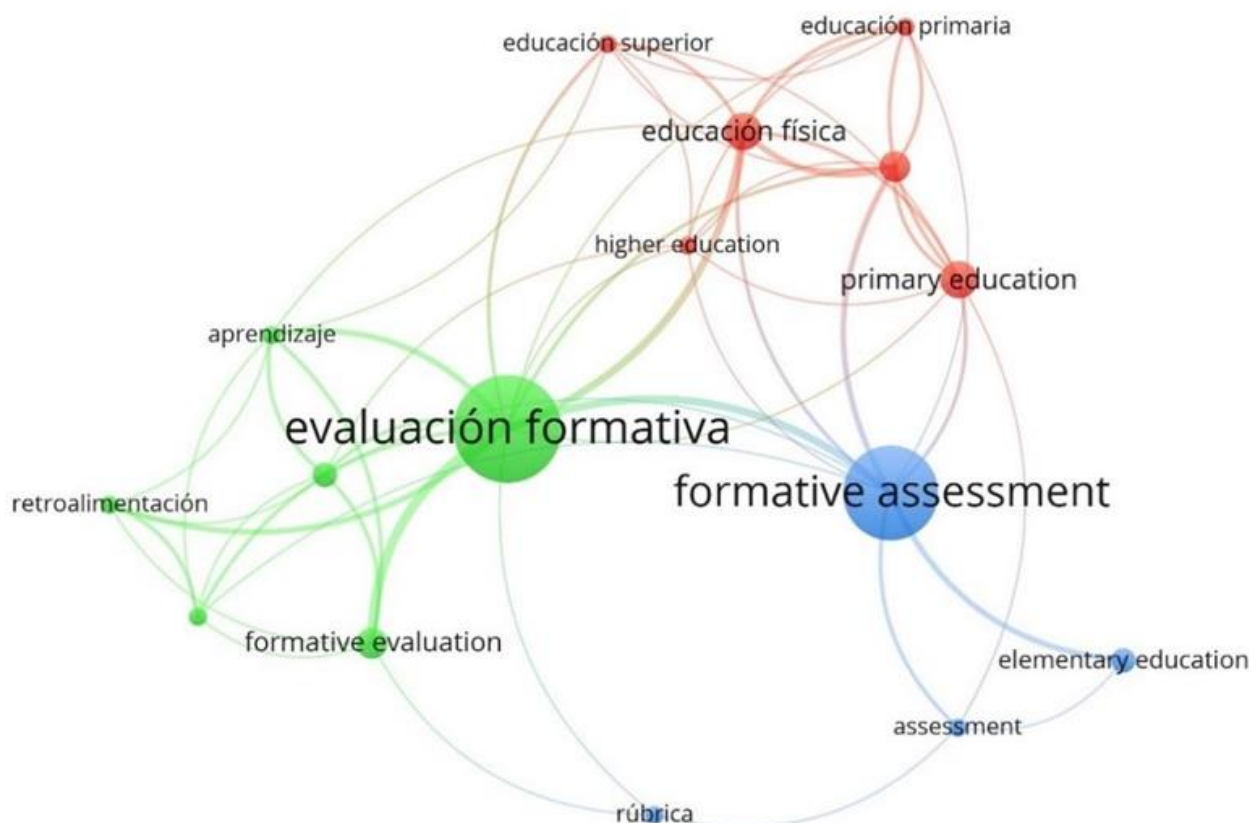 educación primaria
educación superior
educación física
higher education
primary education
aprendizaje
evaluación formativa
formative assessment
retroalimentación
formative evaluation
elementary education
assessment
rúbrica